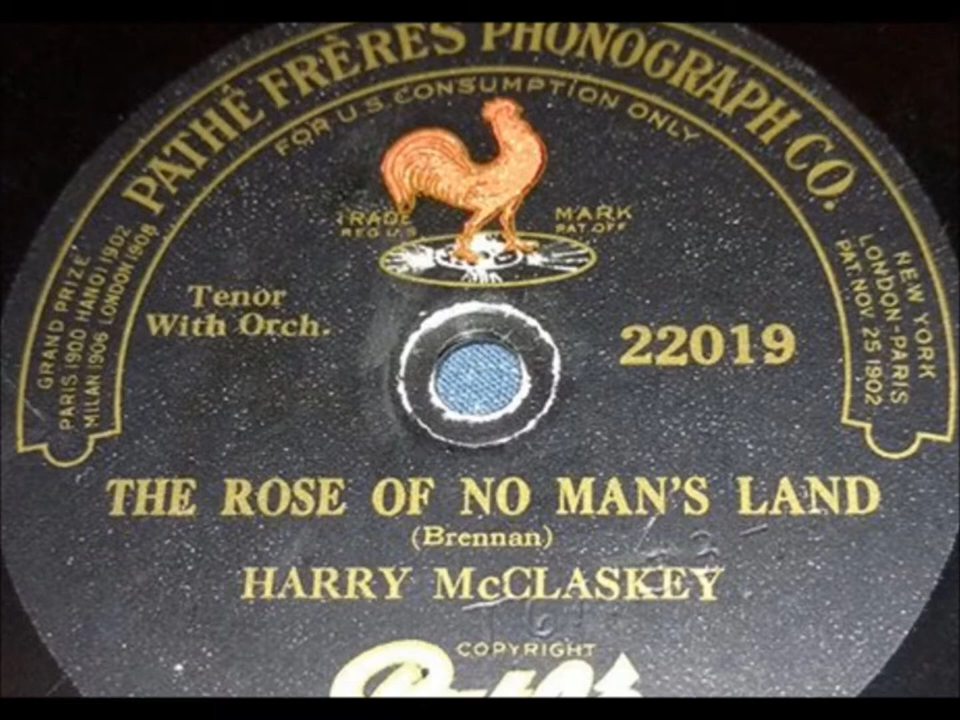 PATHÉ FRÈRES PHONOGRAPH CO.
FOR U.S. CONSUMPTION ONLY
TRADE MARK
REG U.S. PAT OFF
GRAND PRIZE
PARIS 1900 HANOI 1902
MILAN 1906 LONDON 1908
NEW YORK
LONDON-PARIS
PAT. NOV 25 1902
Tenor
With Orch.
22019
THE ROSE OF NO MAN'S LAND
(Brennan)
HARRY McCLASKEY
COPYRIGHT